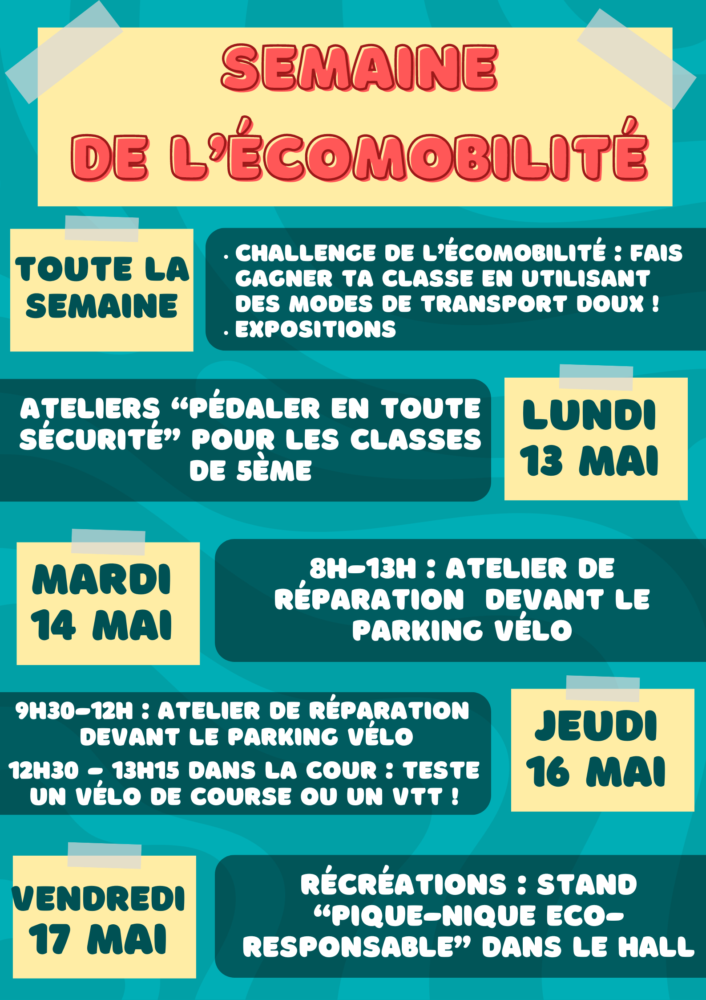 SEMAINE
DE L’ÉCOMOBILITÉ
TOUTE LA
SEMAINE
• CHALLENGE DE L’ÉCOMOBILITÉ : FAIS
GAGNER TA CLASSE EN UTILISANT
DES MODES DE TRANSPORT DOUX !
• EXPOSITIONS
LUNDI
13 MAI
ATELIERS “PÉDALER EN TOUTE
SÉCURITÉ” POUR LES CLASSES
DE 5ÈME
MARDI
14 MAI
8H-13H : ATELIER DE
RÉPARATION  DEVANT LE
PARKING VÉLO
JEUDI
16 MAI
9H30-12H : ATELIER DE RÉPARATION
DEVANT LE PARKING VÉLO
12H30 - 13H15 DANS LA COUR : TESTE
UN VÉLO DE COURSE OU UN VTT !
VENDREDI
17 MAI
RÉCRÉATIONS : STAND
“PIQUE-NIQUE ECO-
RESPONSABLE” DANS LE HALL